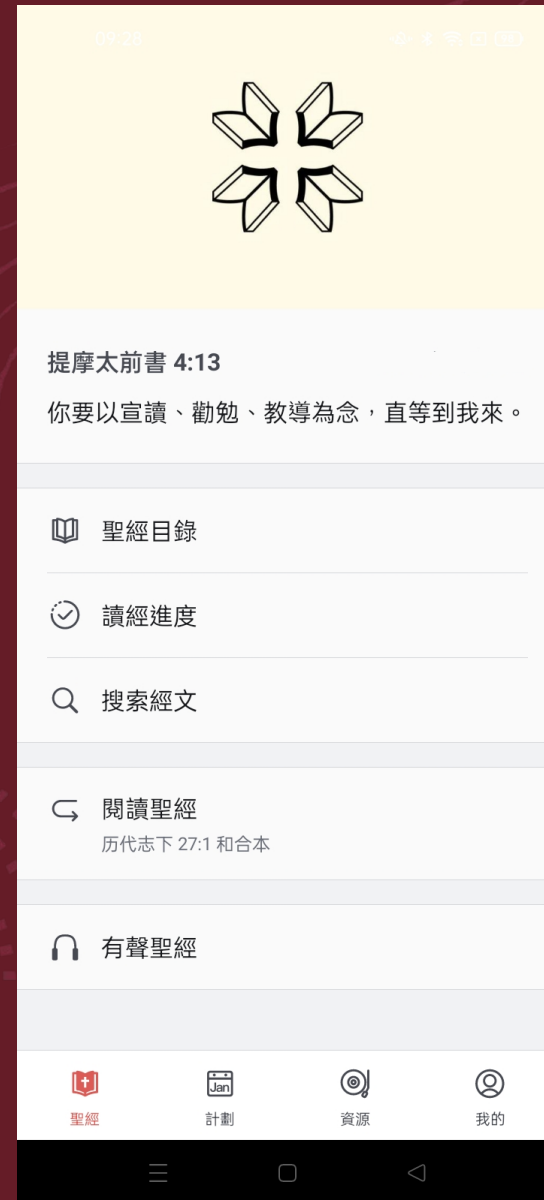 09:28
提摩太前書 4:13
你要以宣讀、勸勉、教導為念，直等到我來。
聖經目錄
讀經進度
搜索經文
閱讀聖經
历代志下 27:1 和合本
有聲聖經
Jan
聖經
計劃
資源
我的